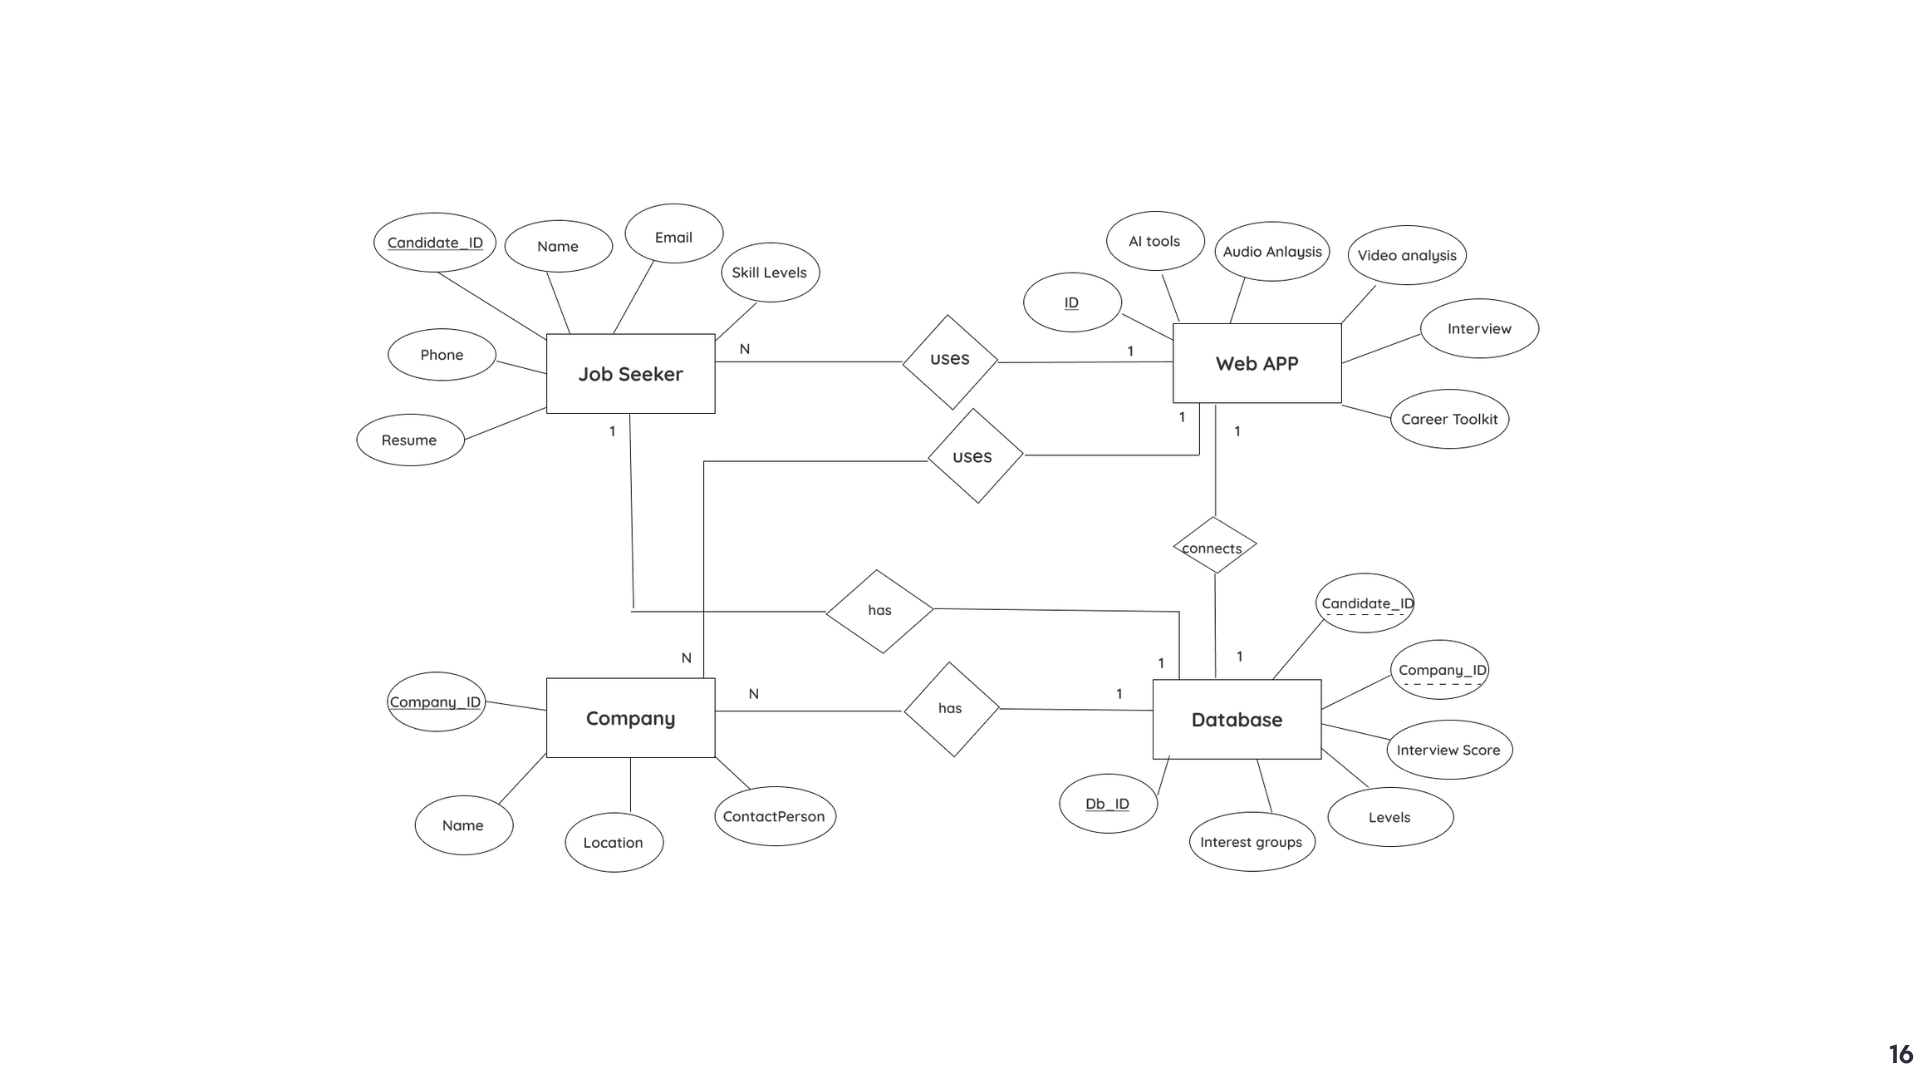 Candidate_ID
Name
Email
Skill Levels
Phone
Resume
Job Seeker
N
uses
1
AI tools
Audio Anlaysis
Video analysis
ID
Interview
Web APP
Career Toolkit
1
1
1
uses
connects
has
N
1
1
Candidate_ID
Company_ID
Company_ID
N
has
1
Company
Database
Interview Score
Name
Location
ContactPerson
Db_ID
Interest groups
Levels
16